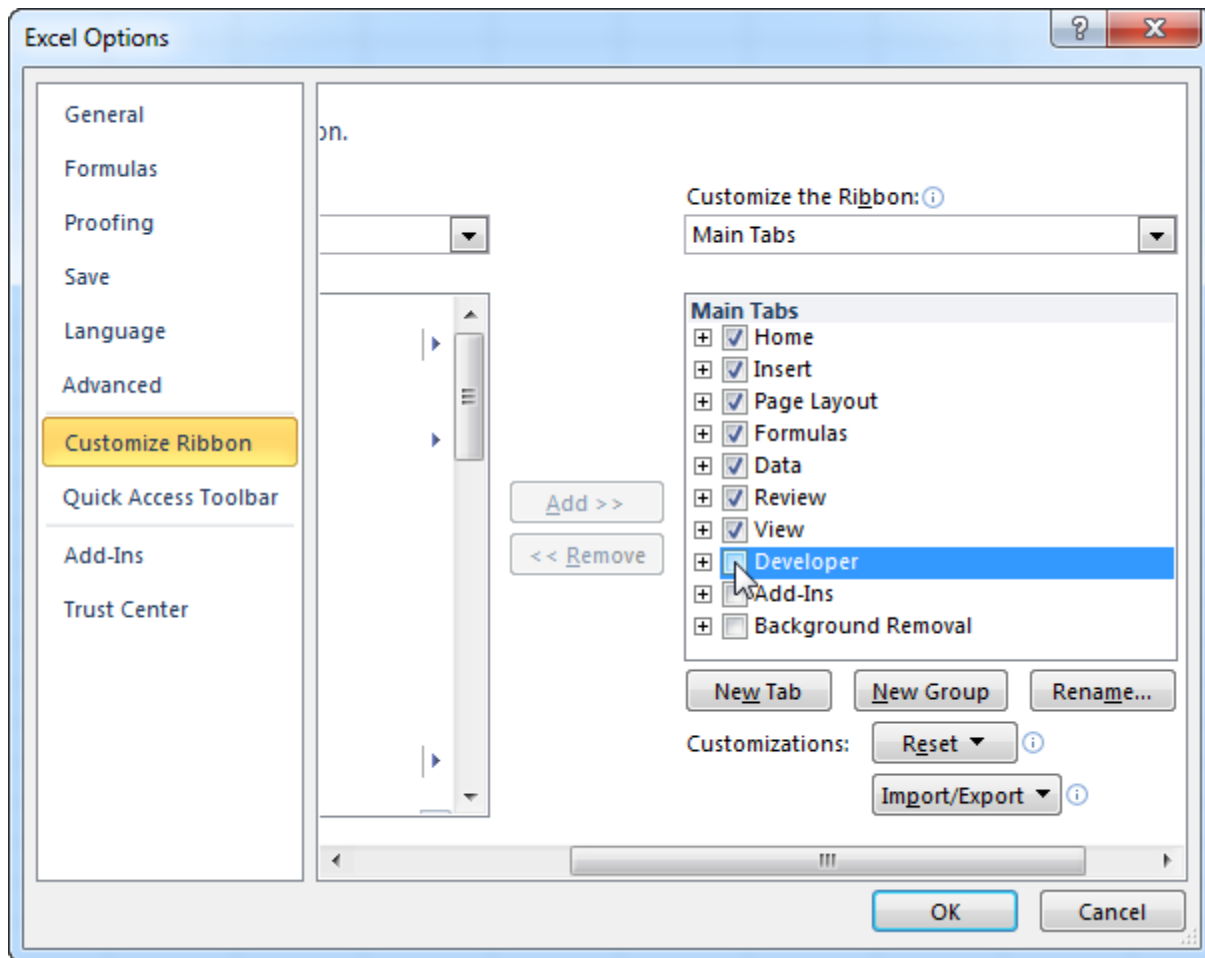 Excel Options
General
Formulas
Proofing
Save
Language
Advanced
Customize Ribbon
Quick Access Toolbar
Add-Ins
Trust Center
on.
Customize the Ribbon:
Main Tabs
Main Tabs
Home
Insert
Page Layout
Formulas
Data
Review
View
Developer
Add-Ins
Background Removal
Add >>
<< Remove
New Tab
New Group
Rename...
Customizations:
Reset
Import/Export
OK
Cancel